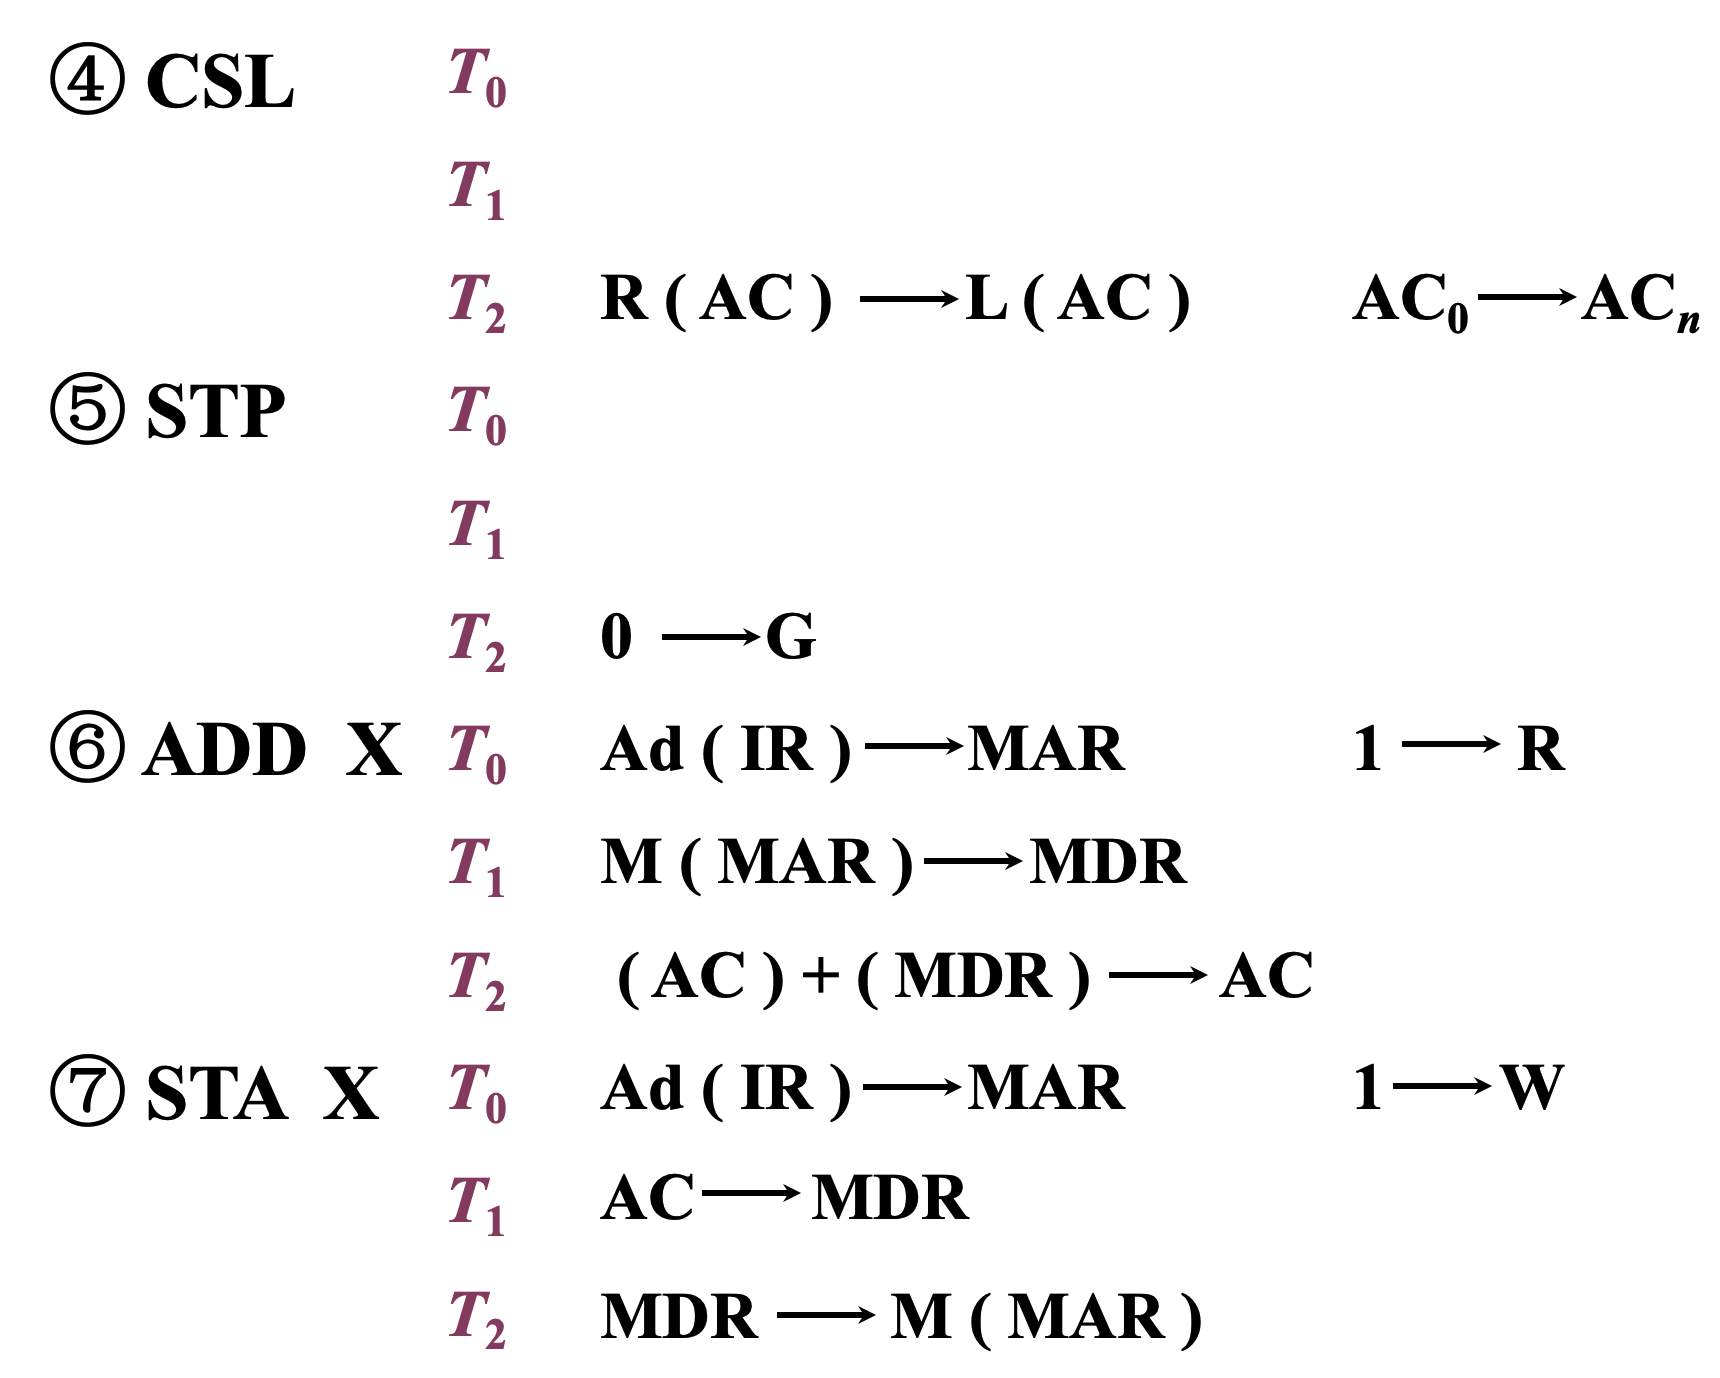 ④ CSL T₀
T₁
T₂ R ( AC ) ⟶ L ( AC ) AC₀ ⟶ ACₙ
⑤ STP T₀
T₁
T₂ 0 ⟶ G
⑥ ADD X T₀ Ad ( IR ) ⟶ MAR 1 ⟶ R
T₁ M ( MAR ) ⟶ MDR
T₂ ( AC ) + ( MDR ) ⟶ AC
⑦ STA X T₀ Ad ( IR ) ⟶ MAR 1 ⟶ W
T₁ AC ⟶ MDR
T₂ MDR ⟶ M ( MAR )